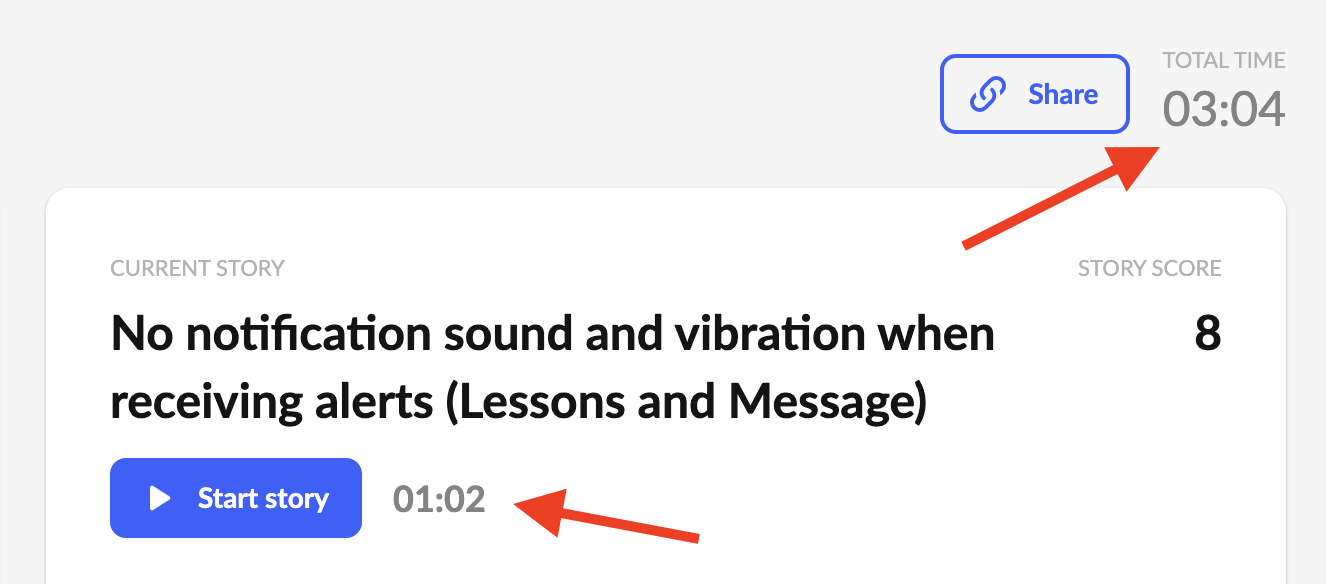 Share
TOTAL TIME
03:04
CURRENT STORY
STORY SCORE
No notification sound and vibration when
receiving alerts (Lessons and Message)
8
Start story
01:02